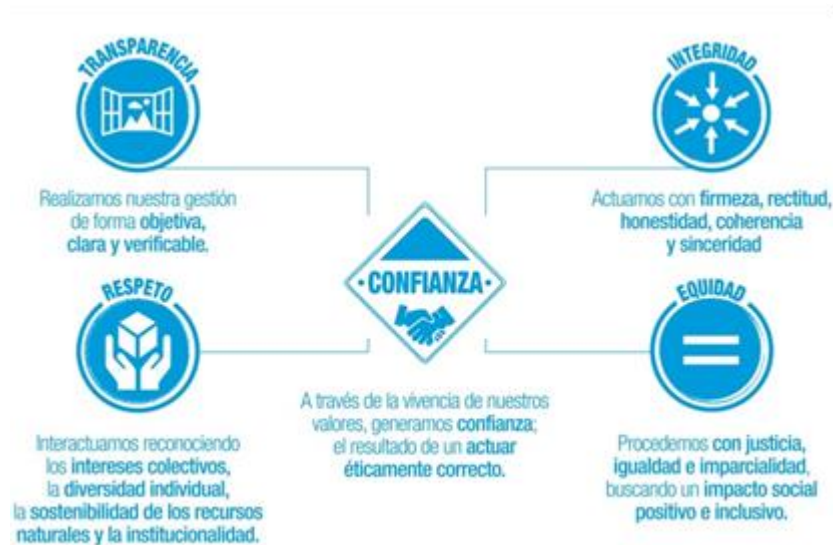 TRANSPARENCIA
Realizamos nuestra gestión
de forma objetiva,
clara y verificable.
INTEGRIDAD
Actuamos con firmeza, rectitud,
honestidad, coherencia
y sinceridad
·CONFIANZA·
A través de la vivencia de nuestros
valores, generamos confianza;
el resultado de un actuar
éticamente correcto.
RESPETO
Interactuamos reconociendo
los intereses colectivos,
la diversidad individual,
la sostenibilidad de los recursos
naturales y la institucionalidad.
EQUIDAD
Procedemos con justicia,
igualdad e imparcialidad,
buscando un impacto social
positivo e inclusivo.